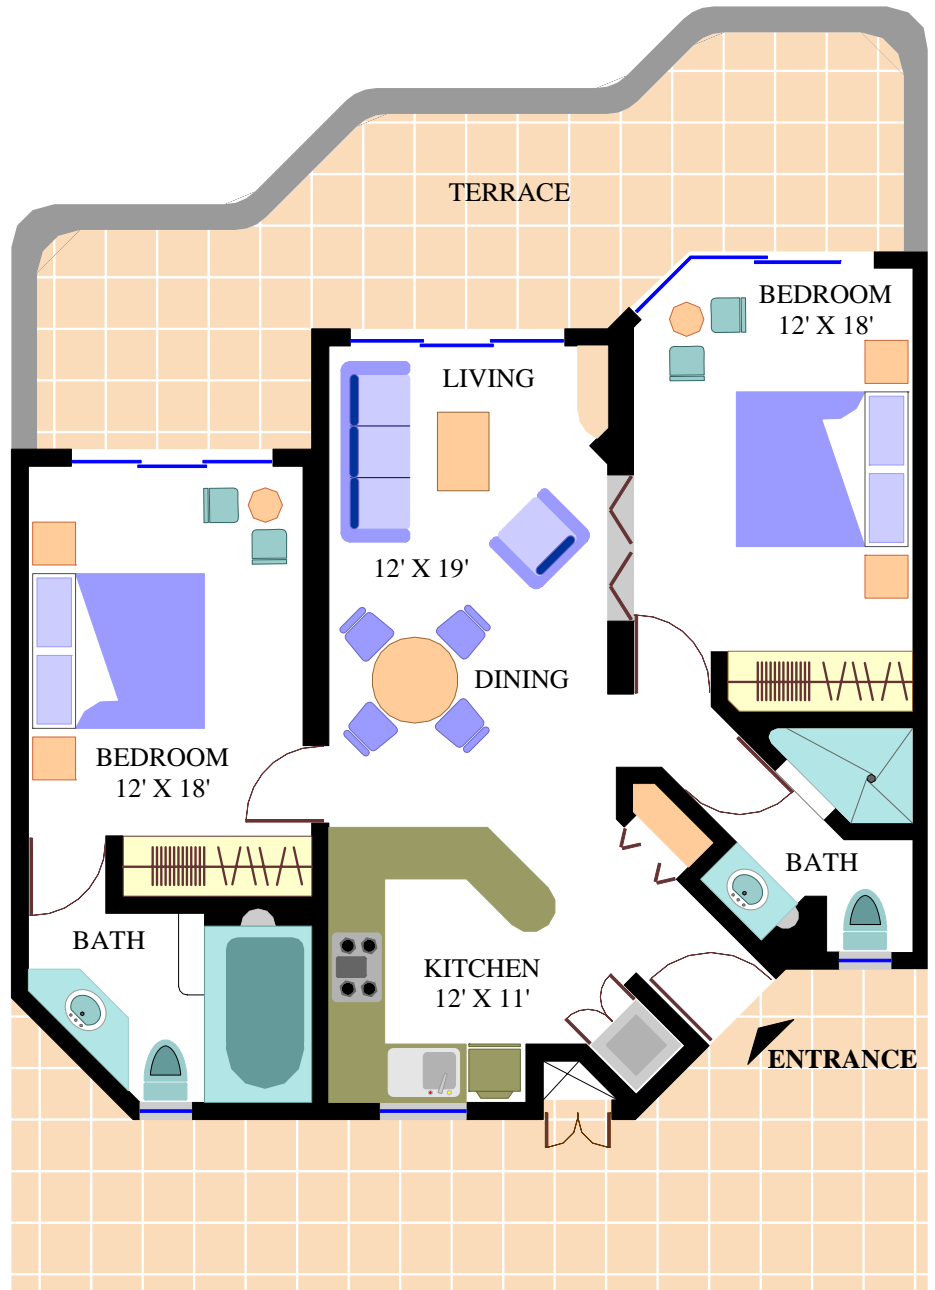 TERRACE
BEDROOM
12' X 18'
LIVING
12' X 19'
DINING
BEDROOM
12' X 18'
BATH
BATH
KITCHEN
12' X 11'
ENTRANCE